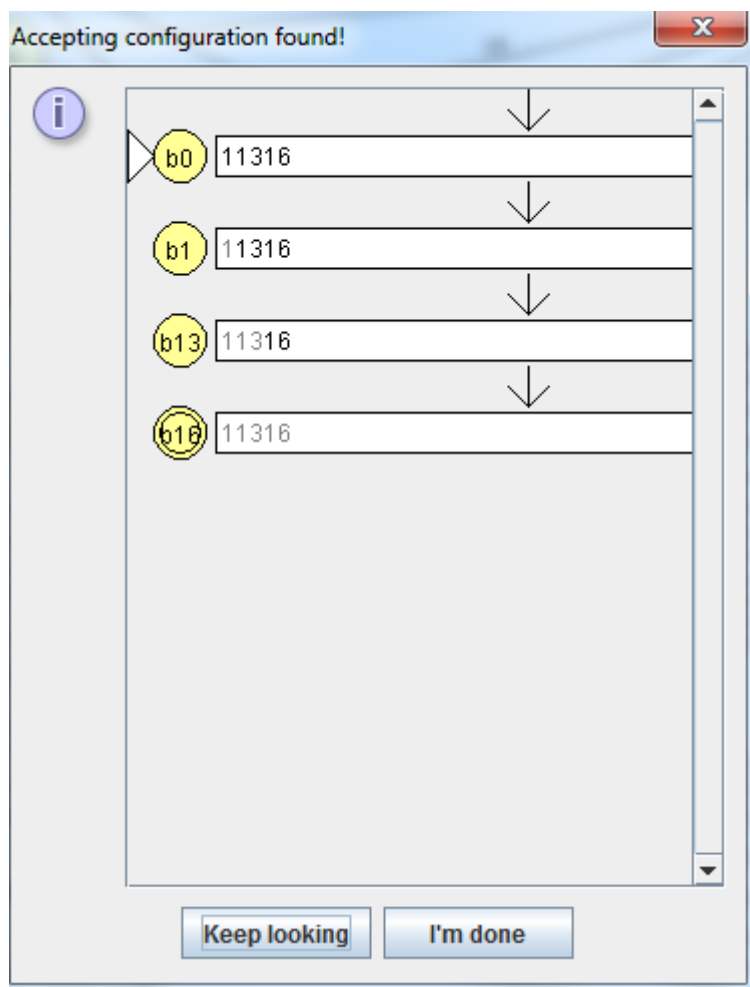 Accepting configuration found!
x
i
b0 11316
b1 11316
b13 11316
b16 11316
Keep looking I'm done